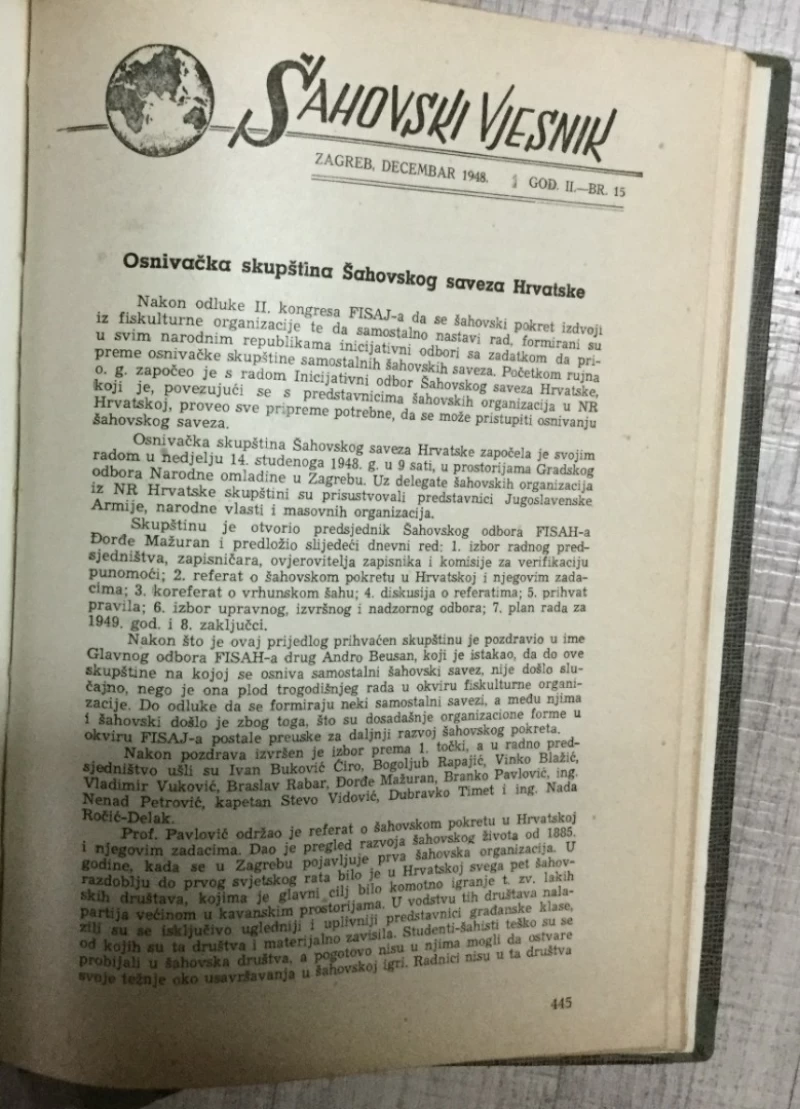 ŠAHOVSKI VJESNIK
ZAGREB, DECEMBAR 1948. GOD. II.—BR. 15
Osnivačka skupština Šahovskog saveza Hrvatske
Nakon odluke II. kongresa FISAJ-a da se šahovski pokret izdvoji
iz fiskulturne organizacije te da samostalno nastavi rad, formirani su
u svim narodnim republikama inicijativni odbori sa zadatkom da pri-
preme osnivačke skupštine samostalnih šahovskih saveza. Početkom rujna
o. g. započeo je s radom Inicijativni odbor Šahovskog saveza Hrvatske,
koji je, povezujući se s predstavnicima šahovskih organizacija u NR
Hrvatskoj, proveo sve pripreme potrebne, da se može pristupiti osnivanju
šahovskog saveza.
Osnivačka skupština Šahovskog saveza Hrvatske započela je svojim
radom u nedjelju 14. studenoga 1948. g. u 9 sati, u prostorijama Gradskog
odbora Narodne omladine u Zagrebu. Uz delegate šahovskih organizacija
iz NR Hrvatske skupštini su prisustvovali predstavnici Jugoslavenske
Armije, narodne vlasti i masovnih organizacija.
Skupštinu je otvorio predsjednik Šahovskog odbora FISAH-a
Đorđe Mažuran i predložio slijedeći dnevni red: 1. izbor radnog pred-
sjedništva, zapisničara, ovjerovitelja zapisnika i komisije za verifikaciju
punomoći; 2. referat o šahovskom pokretu u Hrvatskoj i njegovim zada-
cima; 3. koreferat o vrhunskom šahu; 4. diskusija o referatima; 5. prihvat
pravila; 6. izbor upravnog, izvršnog i nadzornog odbora; 7. plan rada za
1949. god. i 8. zaključci.
Nakon što je ovaj prijedlog prihvaćen skupštinu je pozdravio u ime
Glavnog odbora FISAH-a drug Andro Beusan, koji je istakao, da do ove
skupštine na kojoj se osniva samostalni šahovski savez, nije došlo slu-
čajno, nego je ona plod trogodišnjeg rada u okviru fiskulturne organi-
zacije. Do odluke da se formiraju neki samostalni savezi, a među njima
i šahovski došlo je zbog toga, što su dosadašnje organizacione forme u
okviru FISAJ-a postale preuske za daljnji razvoj šahovskog pokreta.
Nakon pozdrava izvršen je izbor prema 1. točki, a u radno pred-
sjedništvo ušli su Ivan Buković Ćiro, Bogoljub Rapajić, Vinko Blažić,
Vladimir Vuković, Braslav Rabar, Đorđe Mažuran, Branko Pavlović, ing.
Nenad Petrović, kapetan Stevo Vidović, Dubravko Timet i ing. Nada
Ročić-Delak.
Prof. Pavlović održao je referat o šahovskom pokretu u Hrvatskoj
i njegovim zadacima. Dao je pregled razvoja šahovskog života od 1885.
godine, kada se u Zagrebu pojavljuje prva šahovska organizacija. U
razdoblju do prvog svjetskog rata bilo je u Hrvatskoj svega pet šahov-
skih društava, kojima je glavni cilj bilo komotno igranje t. zv. lakih
partija većinom u kavanskim prostorijama. U vodstvu tih društava nala-
zili su se isključivo ugledniji i uplivniji predstavnici građanske klase,
od kojih su ta društva i materijalno zavisila. Studenti-šahisti teško su se
probijali u šahovska društva, a pogotovo nisu u njima mogli da ostvare
svoje težnje oko usavršavanja u šahovskoj igri. Radnici nisu u ta društva
445